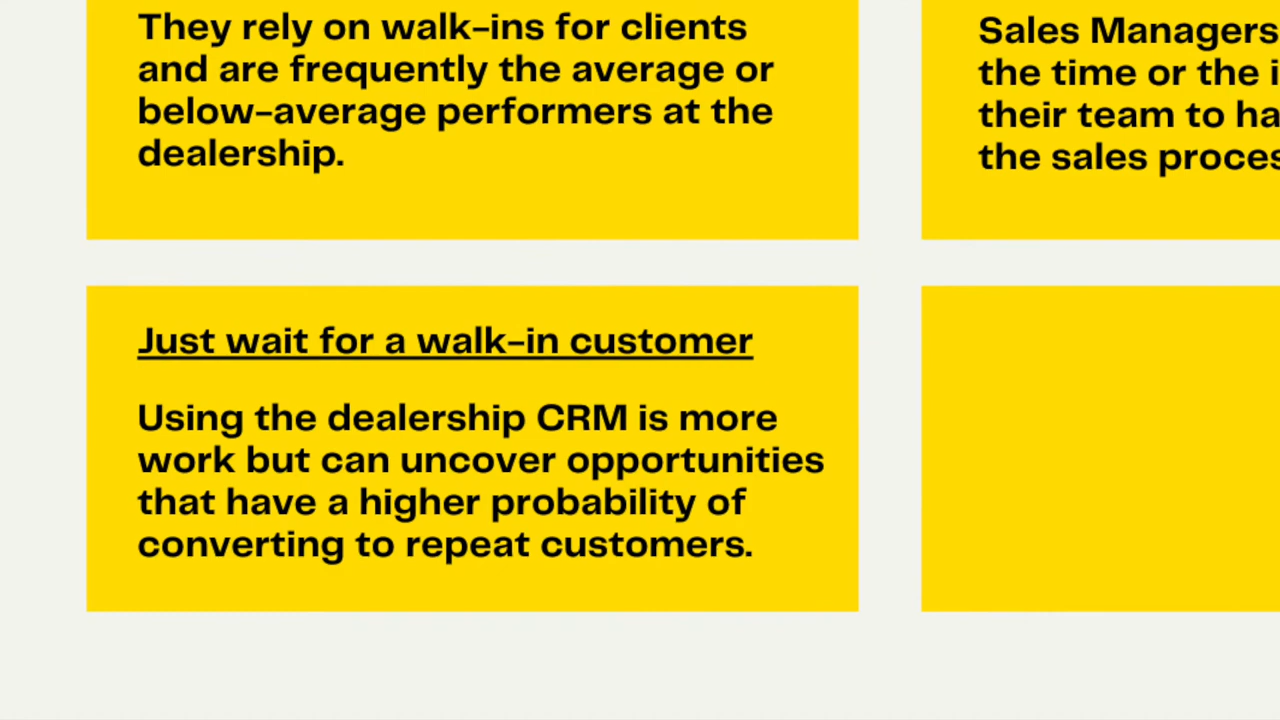 They rely on walk-ins for clients
and are frequently the average or
below-average performers at the
dealership.
Sales Managers
the time or the
their team to
the sales
Just wait for a walk-in customer
Using the dealership CRM is more
work but can uncover opportunities
that have a higher probability of
converting to repeat customers.